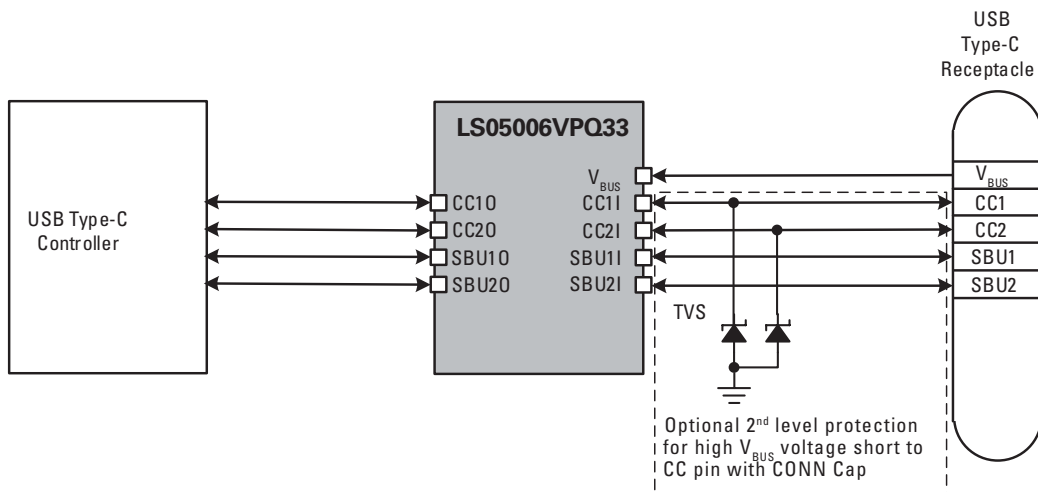 USB
Type-C
Receptacle
LS05006VPQ33
VBUS
VBUS
CC1O
CC1I
CC1
USB Type-C
Controller
CC2O
CC2I
CC2
SBU1O
SBU1I
SBU1
SBU2O
SBU2I
SBU2
TVS
Optional 2nd level protection
for high VBUS voltage short to
CC pin with CONN Cap